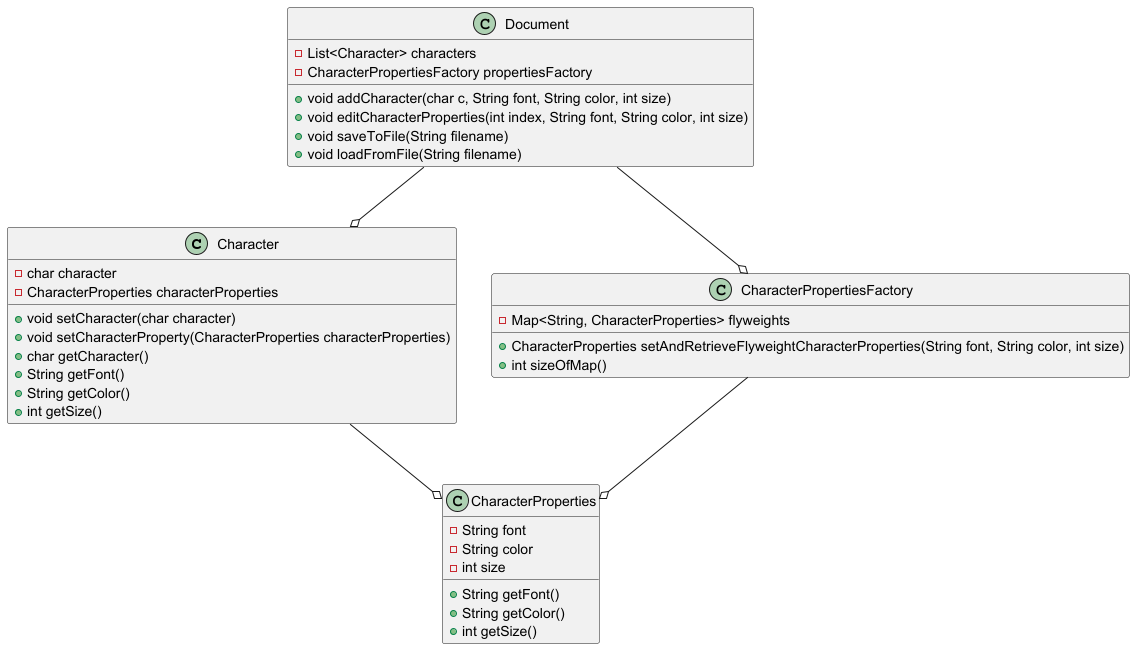 C Document
List<Character> characters
CharacterPropertiesFactory propertiesFactory
void addCharacter(char c, String font, String color, int size)
void editCharacterProperties(int index, String font, String color, int size)
void saveToFile(String filename)
void loadFromFile(String filename)
C Character
char character
CharacterProperties characterProperties
void setCharacter(char character)
void setCharacterProperty(CharacterProperties characterProperties)
char getCharacter()
String getFont()
String getColor()
int getSize()
C CharacterPropertiesFactory
Map<String, CharacterProperties> flyweights
CharacterProperties setAndRetrieveFlyweightCharacterProperties(String font, String color, int size)
int sizeOfMap()
C CharacterProperties
String font
String color
int size
String getFont()
String getColor()
int getSize()